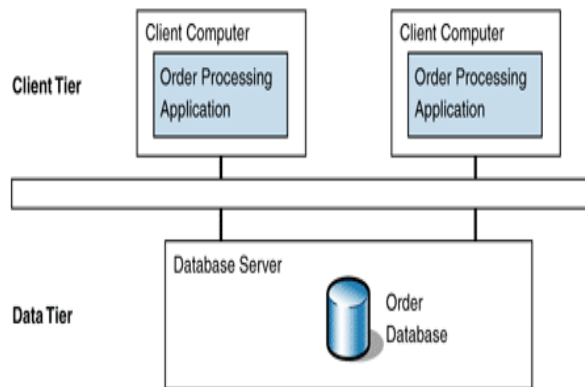 Client Computer
Order Processing
Application
Client Computer
Order Processing
Application
Client Tier
Database Server
Order
Database
Data Tier